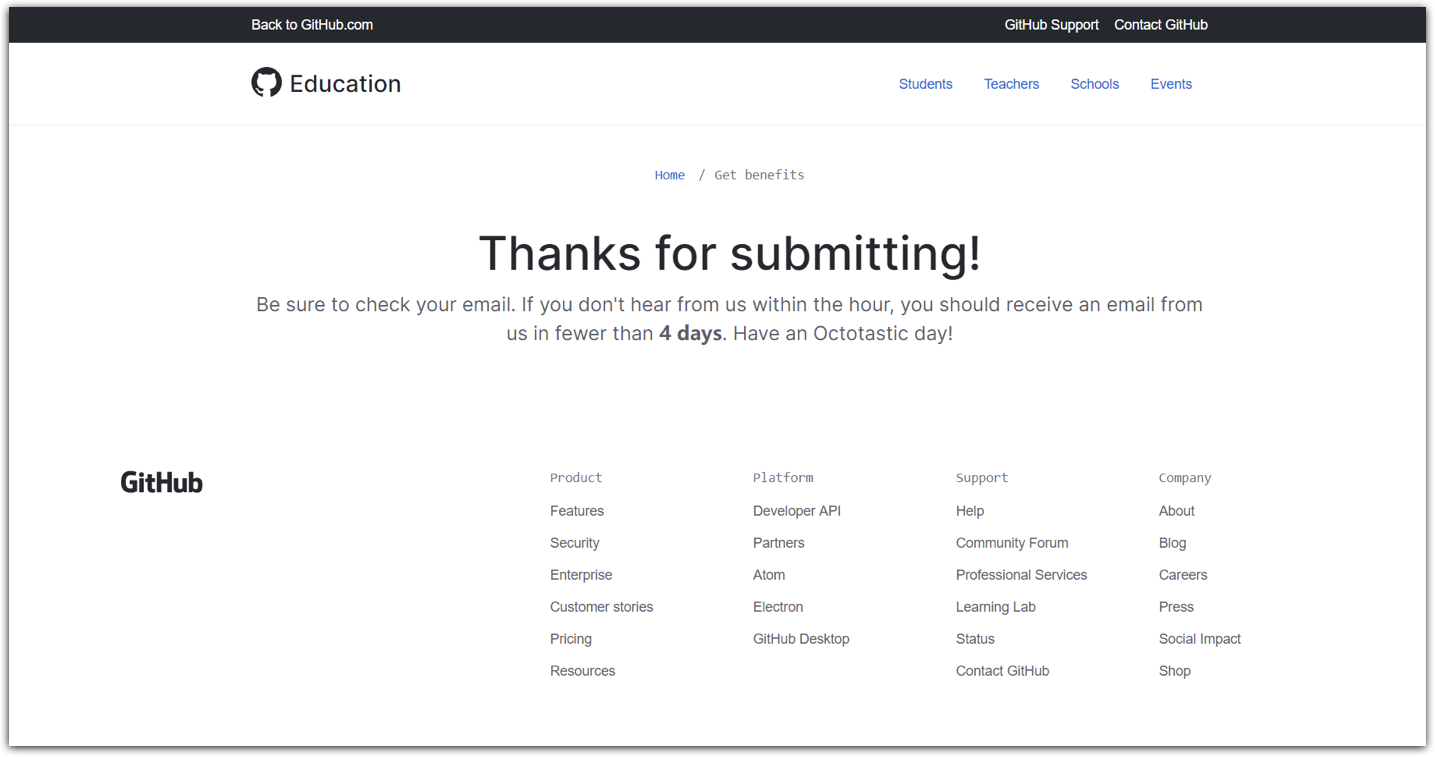 Back to GitHub.com
GitHub Support
Contact GitHub
Education
Students
Teachers
Schools
Events
Home / Get benefits
Thanks for submitting!
Be sure to check your email. If you don't hear from us within the hour, you should receive an email from
us in fewer than 4 days. Have an Octotastic day!
GitHub
Product
Features
Security
Enterprise
Customer stories
Pricing
Resources
Platform
Developer API
Partners
Atom
Electron
GitHub Desktop
Support
Help
Community Forum
Professional Services
Learning Lab
Status
Contact GitHub
Company
About
Blog
Careers
Press
Social Impact
Shop